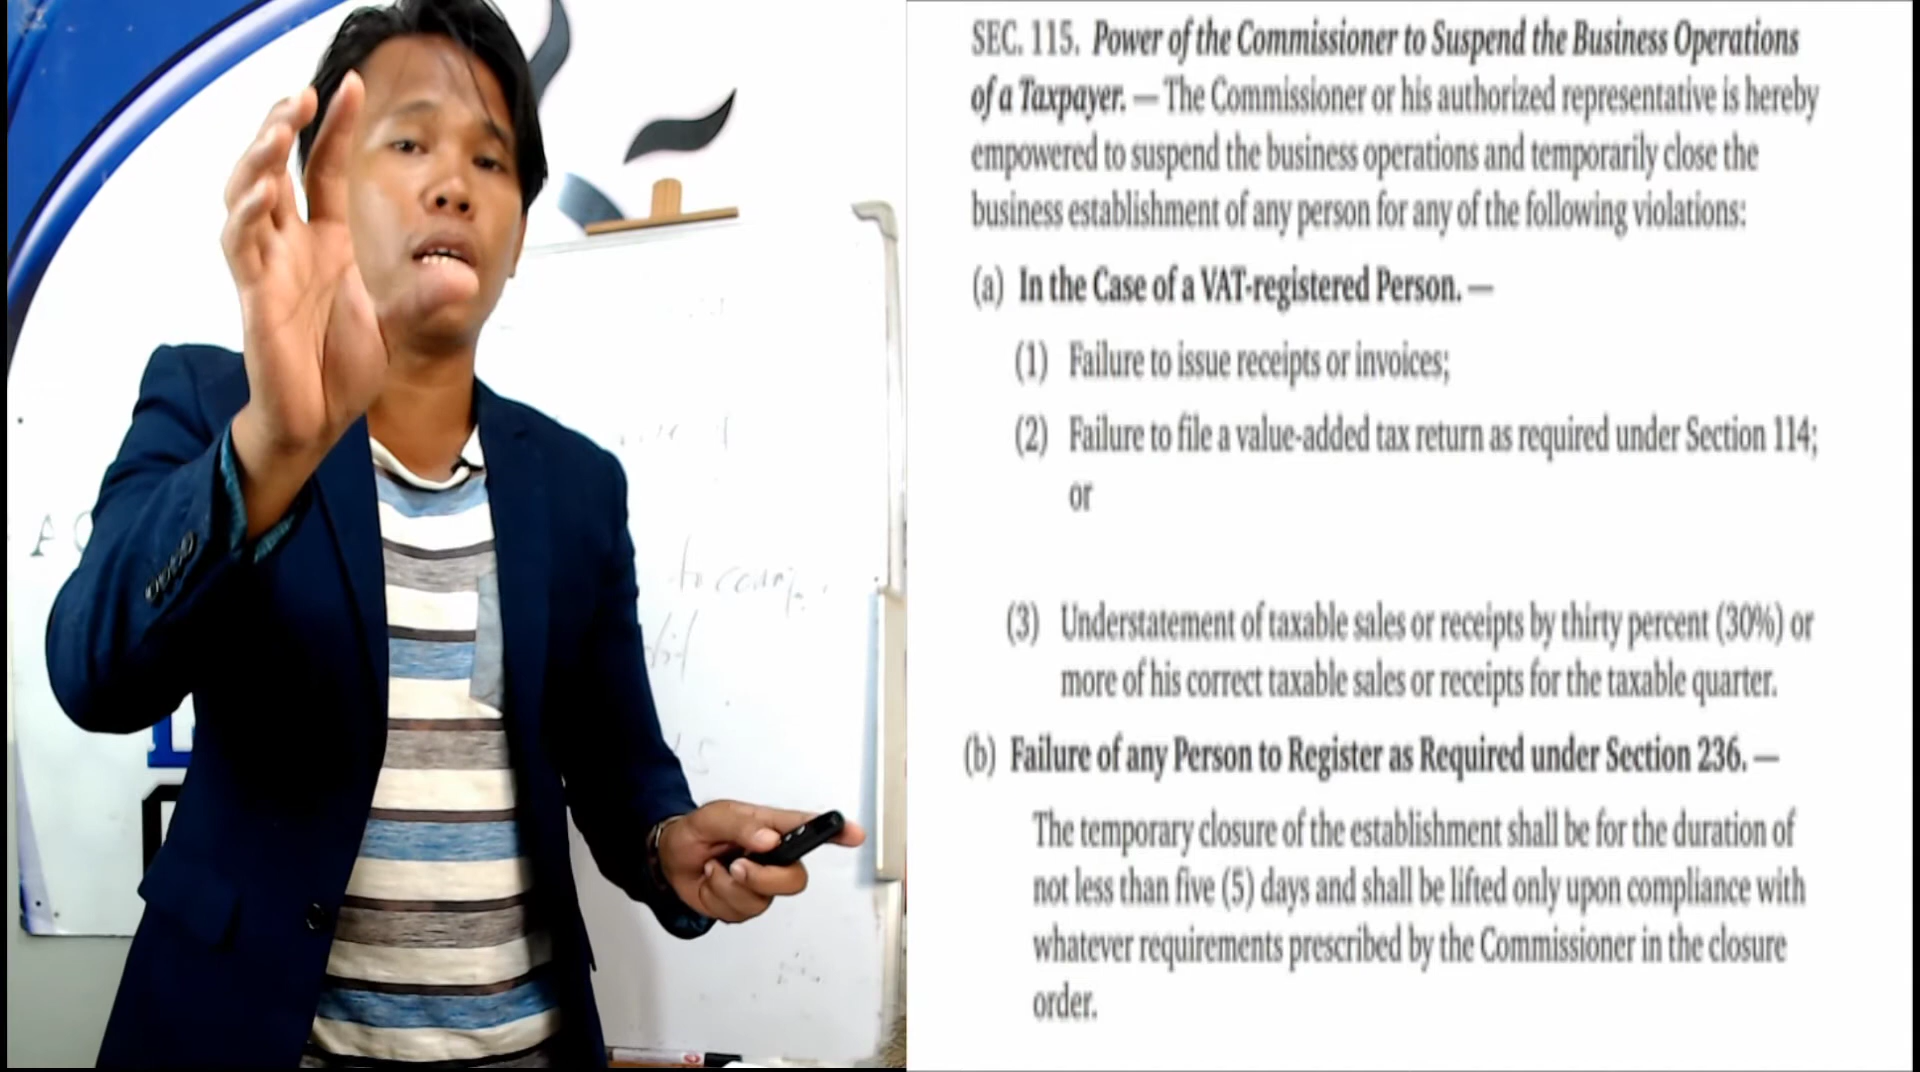 SEC. 115. Power of the Commissioner to Suspend the Business Operations
of a Taxpayer. — The Commissioner or his authorized representative is hereby
empowered to suspend the business operations and temporarily close the
business establishment of any person for any of the following violations:
(a) In the Case of a VAT-registered Person. —
(1) Failure to issue receipts or invoices;
(2) Failure to file a value-added tax return as required under Section 114;
or
(3) Understatement of taxable sales or receipts by thirty percent (30%) or
more of his correct taxable sales or receipts for the taxable quarter.
(b) Failure of any Person to Register as Required under Section 236. —
The temporary closure of the establishment shall be for the duration of
not less than five (5) days and shall be lifted only upon compliance with
whatever requirements prescribed by the Commissioner in the closure
order.